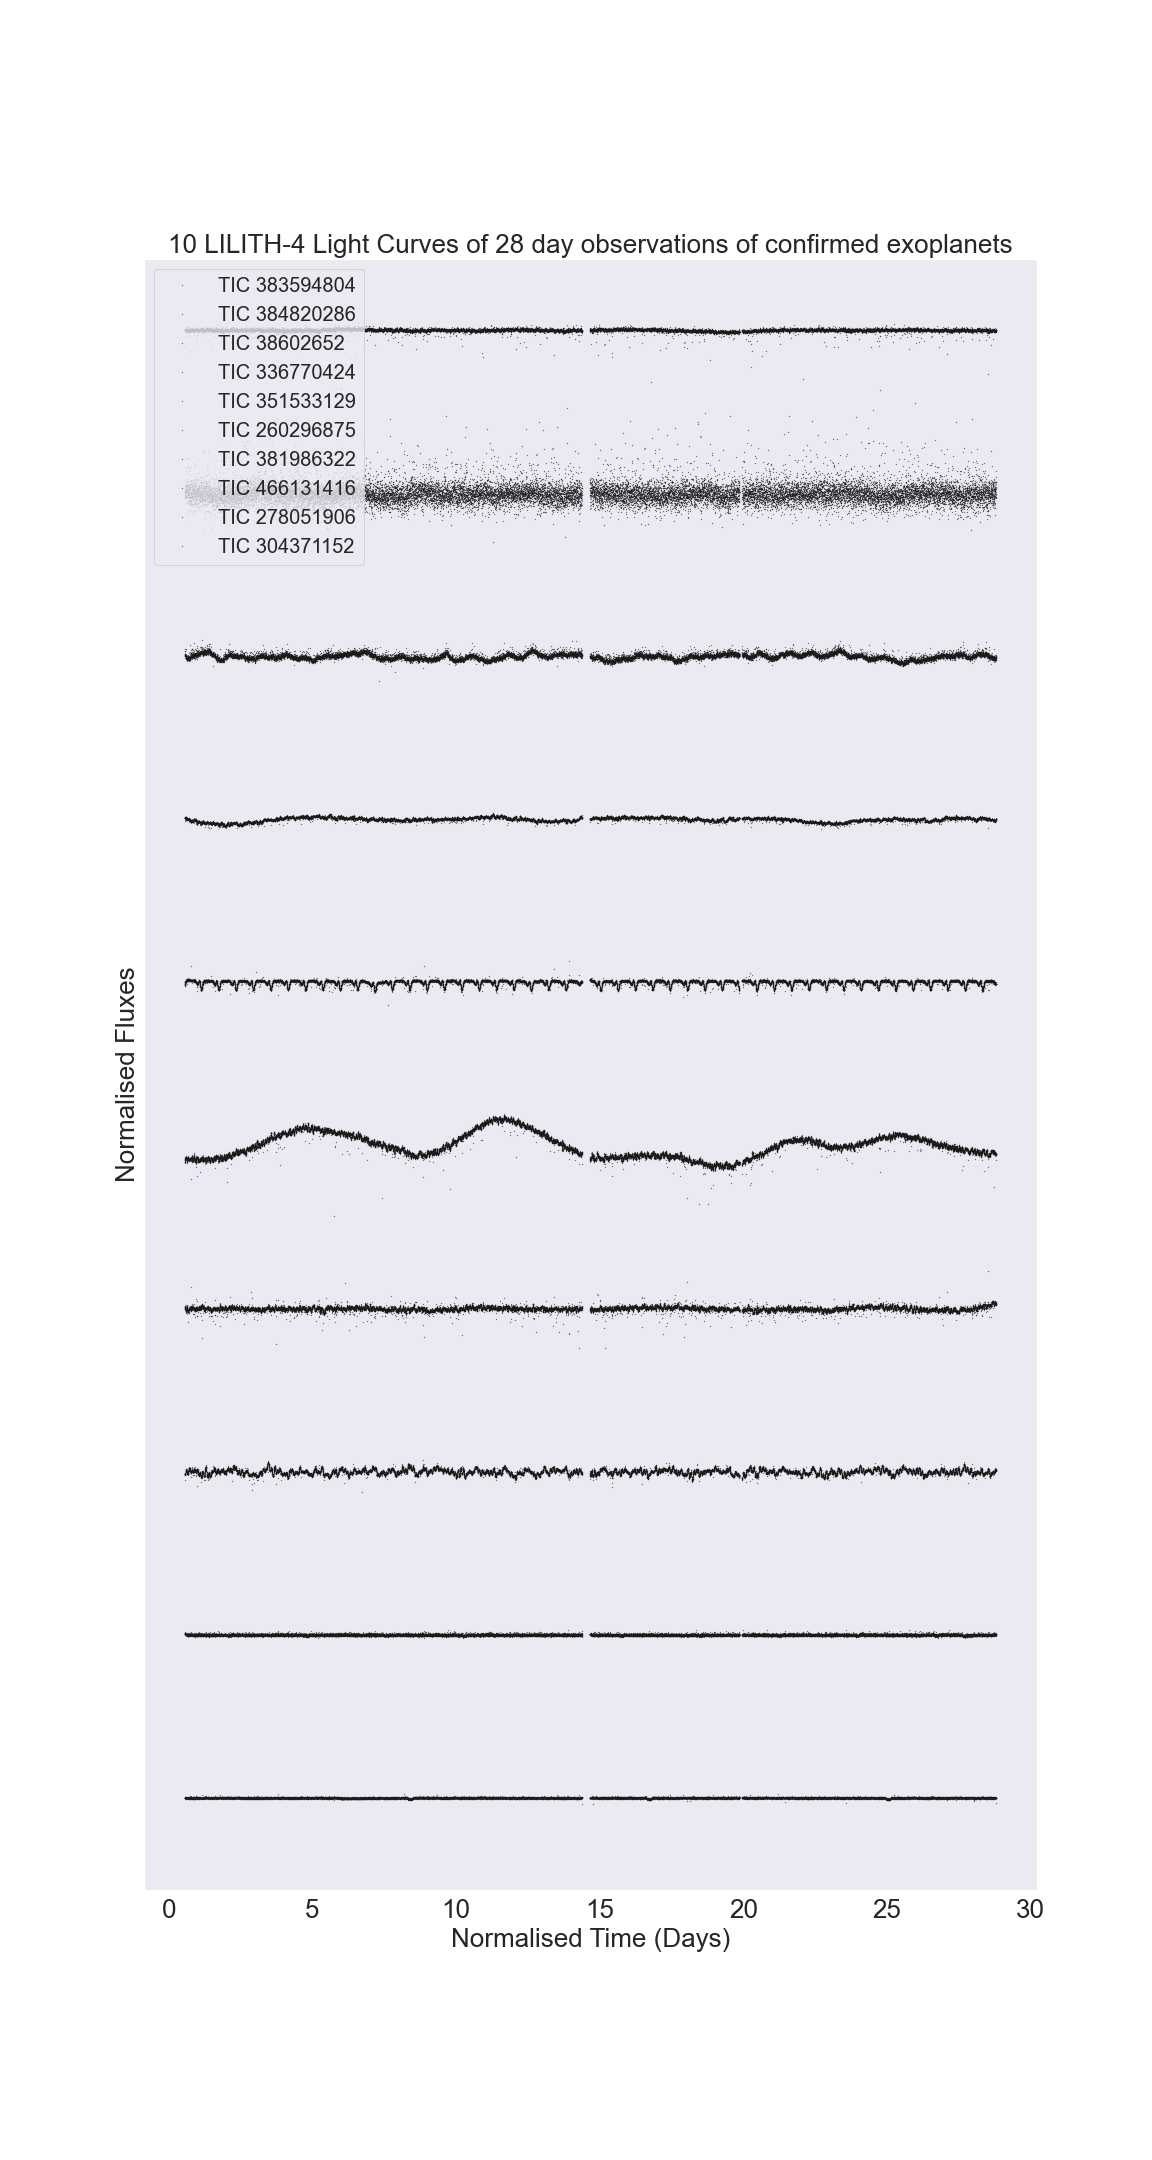 10 LILITH-4 Light Curves of 28 day observations of confirmed exoplanets
TIC 383594804
TIC 384820286
TIC 38602652
TIC 336770424
TIC 351533129
TIC 260296875
TIC 381986322
TIC 466131416
TIC 278051906
TIC 304371152
Normalised Fluxes
0 5 10 15 20 25 30
Normalised Time (Days)